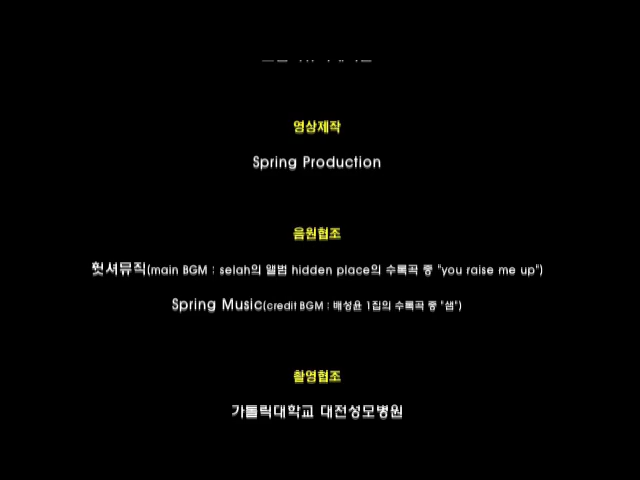 영상제작
Spring Production
음원협조
헛셔뮤직(main BGM : selah의 앨범 hidden place의 수록곡 중 "you raise me up")
Spring Music(credit BGM : 배성윤 1집의 수록곡 중 "샘")
촬영협조
가톨릭대학교 대전성모병원